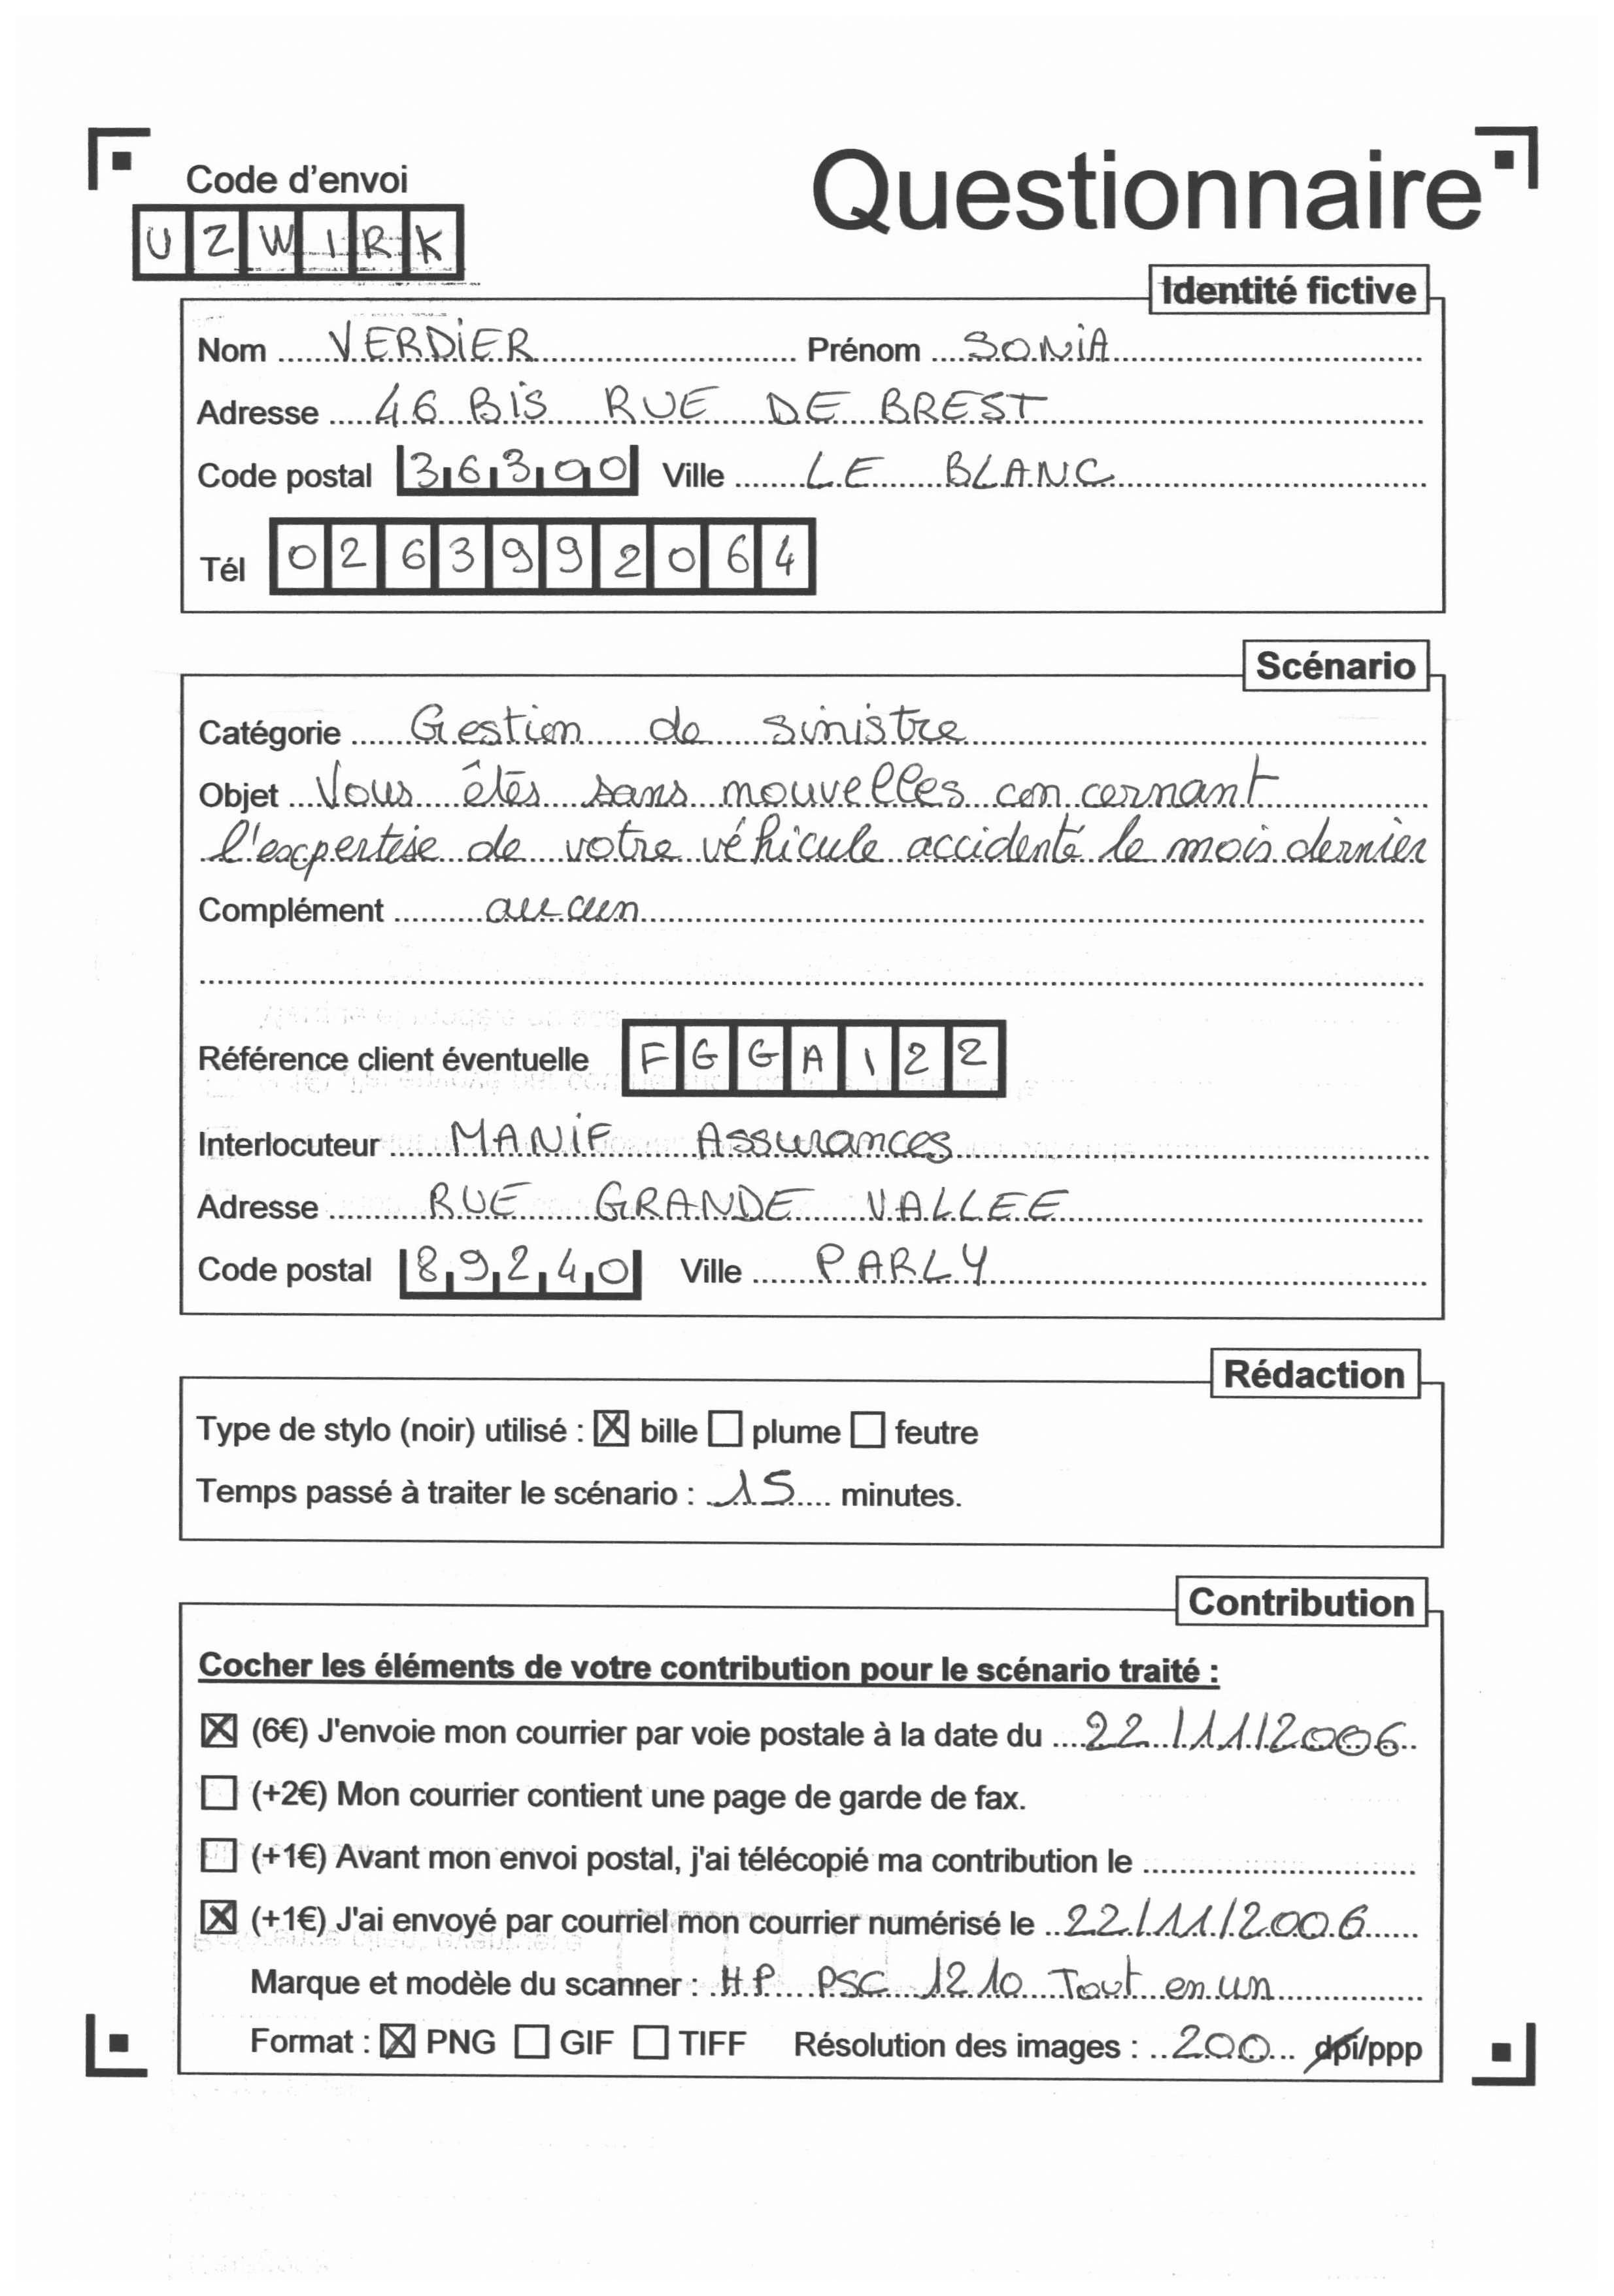 Code d'envoi
Questionnaire
UZWIRK
Identité fictive
Nom VERDIER Prénom SONIA
Adresse 46 BIS RUE DE BREST
Code postal 36300 Ville LE BLANC
Tél 0263992064
Scénario
Catégorie Gestion de sinistre
Objet Vous êtes sans nouvelles concernant
l'expertise de votre véhicule accidenté le mois dernier
Complément aucun
Référence client éventuelle FGGA122
Interlocuteur MANIF Assurances
Adresse RUE GRANDE VALLEE
Code postal 89240 Ville PARLY
Rédaction
Type de stylo (noir) utilisé : ☒ bille ☐ plume ☐ feutre
Temps passé à traiter le scénario : 15 minutes.
Contribution
Cocher les éléments de votre contribution pour le scénario traité :
☒ (6€) J'envoie mon courrier par voie postale à la date du 22/11/2006
☐ (+2€) Mon courrier contient une page de garde de fax.
☐ (+1€) Avant mon envoi postal, j'ai télécopié ma contribution le
☒ (+1€) J'ai envoyé par courriel mon courrier numérisé le 22/11/2006
Marque et modèle du scanner : HP PSC 1210 Tout en un
Format : ☒ PNG ☐ GIF ☐ TIFF Résolution des images : 200 dpi/ppp